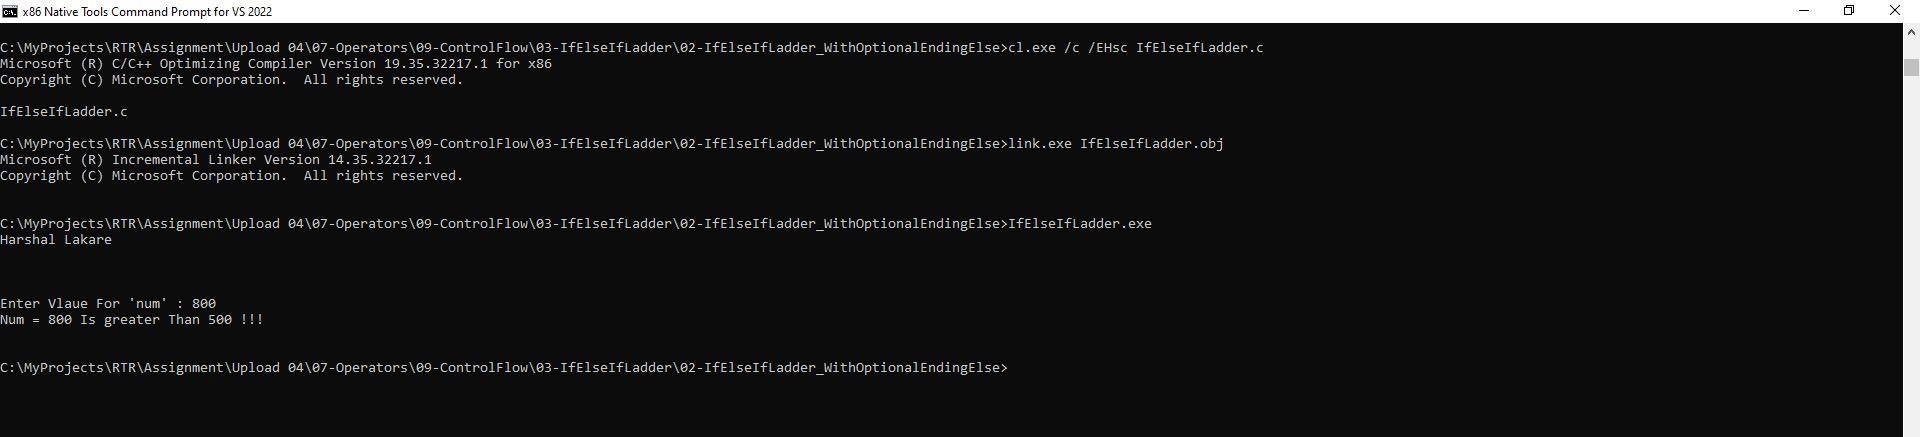 x86 Native Tools Command Prompt for VS 2022
C:\MyProjects\RTR\Assignment\Upload 04\07-Operators\09-ControlFlow\03-IfElseIfLadder\02-IfElseIfLadder_WithOptionalEndingElse>cl.exe /c /EHsc IfElseIfLadder.c
Microsoft (R) C/C++ Optimizing Compiler Version 19.35.32217.1 for x86
Copyright (C) Microsoft Corporation.  All rights reserved.
IfElseIfLadder.c
C:\MyProjects\RTR\Assignment\Upload 04\07-Operators\09-ControlFlow\03-IfElseIfLadder\02-IfElseIfLadder_WithOptionalEndingElse>link.exe IfElseIfLadder.obj
Microsoft (R) Incremental Linker Version 14.35.32217.1
Copyright (C) Microsoft Corporation.  All rights reserved.
C:\MyProjects\RTR\Assignment\Upload 04\07-Operators\09-ControlFlow\03-IfElseIfLadder\02-IfElseIfLadder_WithOptionalEndingElse>IfElseIfLadder.exe
Harshal Lakare
Enter Vlaue For 'num' : 800
Num = 800 Is greater Than 500 !!!
C:\MyProjects\RTR\Assignment\Upload 04\07-Operators\09-ControlFlow\03-IfElseIfLadder\02-IfElseIfLadder_WithOptionalEndingElse>